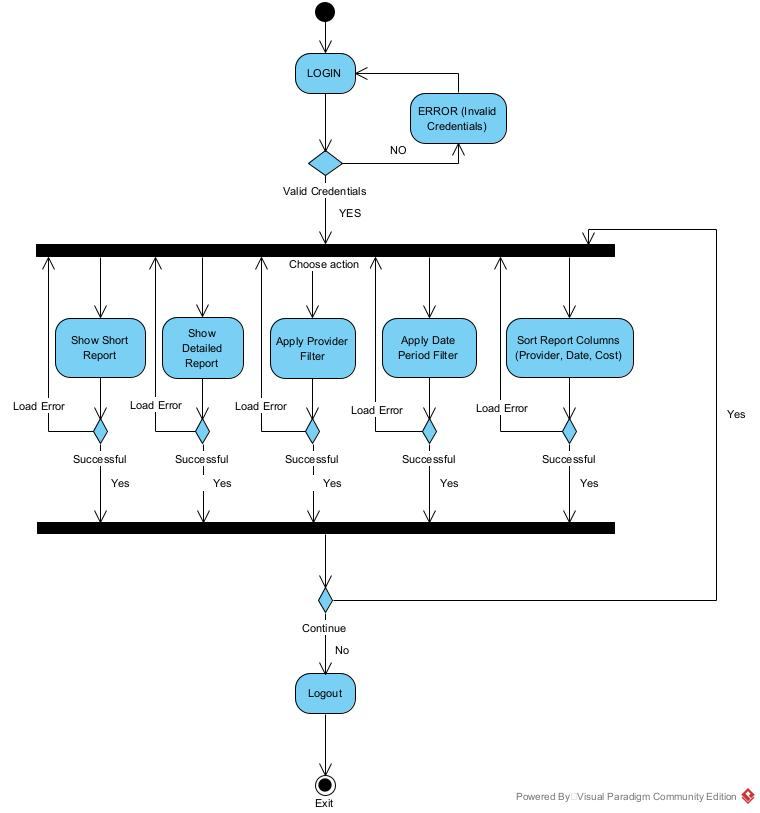 LOGIN
ERROR (Invalid
Credentials)
NO
Valid Credentials
YES
Choose action
Show Short
Report
Show
Detailed
Report
Apply Provider
Filter
Apply Date
Period Filter
Sort Report Columns
(Provider, Date, Cost)
Load Error
Load Error
Load Error
Load Error
Load Error
Yes
Successful
Successful
Successful
Successful
Successful
Yes
Yes
Yes
Yes
Yes
Continue
No
Logout
Exit
Powered By Visual Paradigm Community Edition